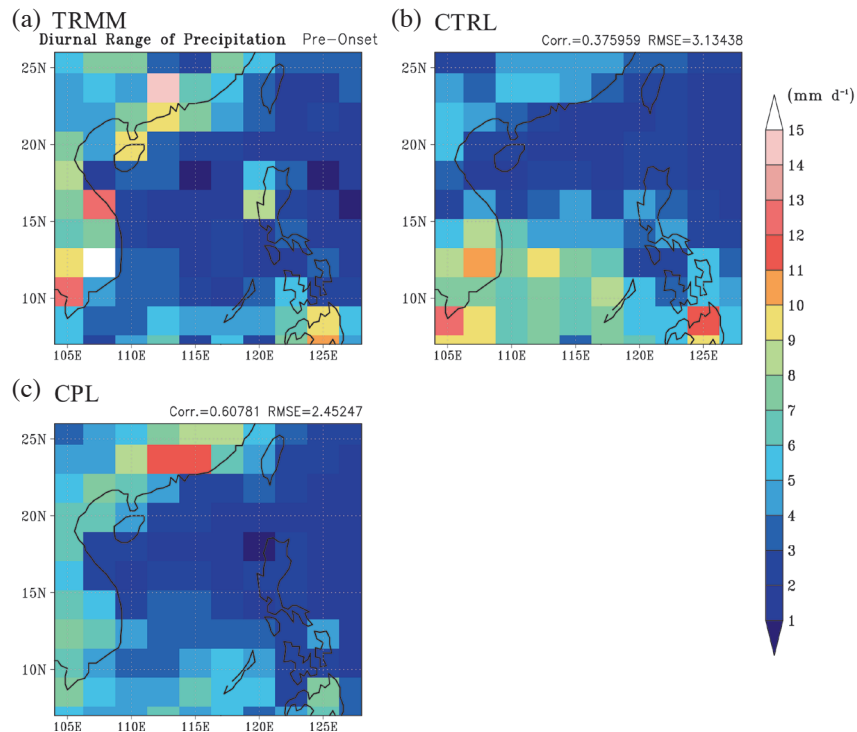 (a) TRMM
Diurnal Range of Precipitation Pre-Onset
25N
20N
15N
10N
105E 110E 115E 120E 125E
(b) CTRL
Corr.=0.375959 RMSE=3.13438
25N
20N
15N
10N
105E 110E 115E 120E 125E
(c) CPL
Corr.=0.60781 RMSE=2.45247
25N
20N
15N
10N
105E 110E 115E 120E 125E
(mm d⁻¹)
15
14
13
12
11
10
9
8
7
6
5
4
3
2
1